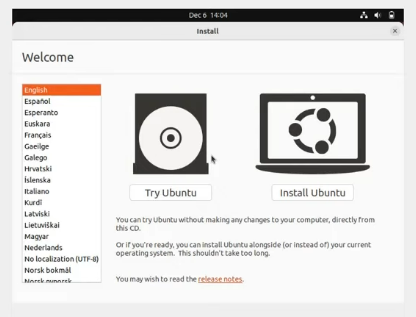 Dec 6 14:04
Install
Welcome
English
Español
Esperanto
Euskara
Français
Gaeilge
Galego
Hrvatski
Íslenska
Italiano
Kurdî
Latviski
Lietuviškai
Magyar
Nederlands
No localization (UTF-8)
Norsk bokmål
Norsk nynorsk
Try Ubuntu
Install Ubuntu
You can try Ubuntu without making any changes to your computer, directly from
this CD.
Or if you're ready, you can install Ubuntu alongside (or instead of) your current
operating system. This shouldn't take too long.
You may wish to read the release notes.